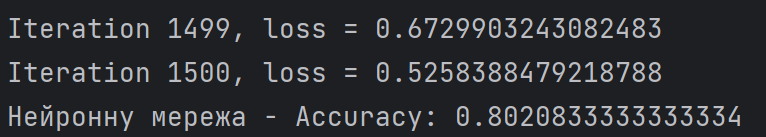 Iteration 1499, loss = 0.6729903243082483
Iteration 1500, loss = 0.5258388479218788
Нейронну мережа - Accuracy: 0.8020833333333334